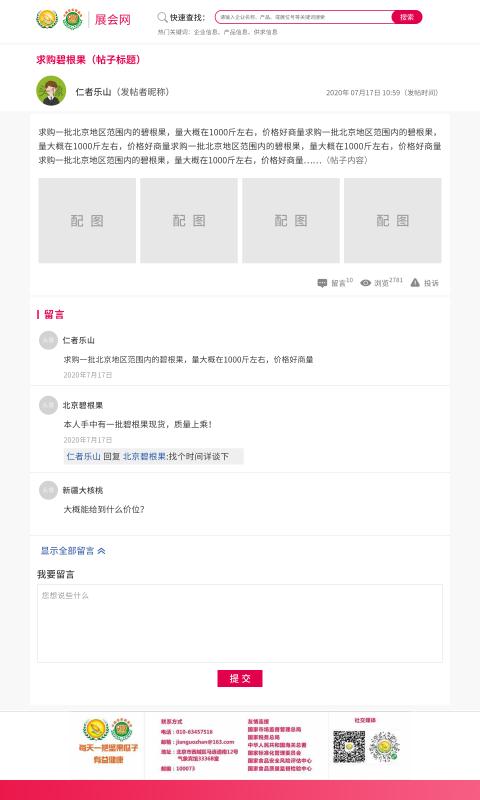 展会网
快速查找：
请输入企业名称、产品、或展位号等关键词搜索
搜索
热门关键词：企业信息、产品信息、供求信息
求购碧根果（帖子标题）
仁者乐山（发帖者昵称）
2020年 07月17日 10:59（发帖时间）
求购一批北京地区范围内的碧根果，量大概在1000斤左右，价格好商量求购一批北京地区范围内的碧根果，
量大概在1000斤左右，价格好商量求购一批北京地区范围内的碧根果，量大概在1000斤左右，价格好商量
求购一批北京地区范围内的碧根果，量大概在1000斤左右，价格好商量……（帖子内容）
配 图
配 图
配 图
配 图
留言10
浏览2781
投诉
留言
头像
仁者乐山
求购一批北京地区范围内的碧根果，量大概在1000斤左右，价格好商量
2020年7月17日
头像
北京碧根果
本人手中有一批碧根果现货，质量上乘！
2020年7月17日
仁者乐山 回复 北京碧根果:找个时间详谈下
头像
新疆大核桃
大概能给到什么价位？
显示全部留言
我要留言
您想说些什么
提 交
每天一把坚果瓜子
有益健康
联系方式
电话：010-63457518
邮箱：jianguozhan@163.com
地址：北京市西城区马连道南12号
气象宾馆3336B室
邮编：100073
友情连接
国家市场监督管理总局
国家税务总局
中华人民共和国海关总署
国家标准化管理委员会
国家食品安全风险评估中心
国家食品质量监督检验中心
社交媒体